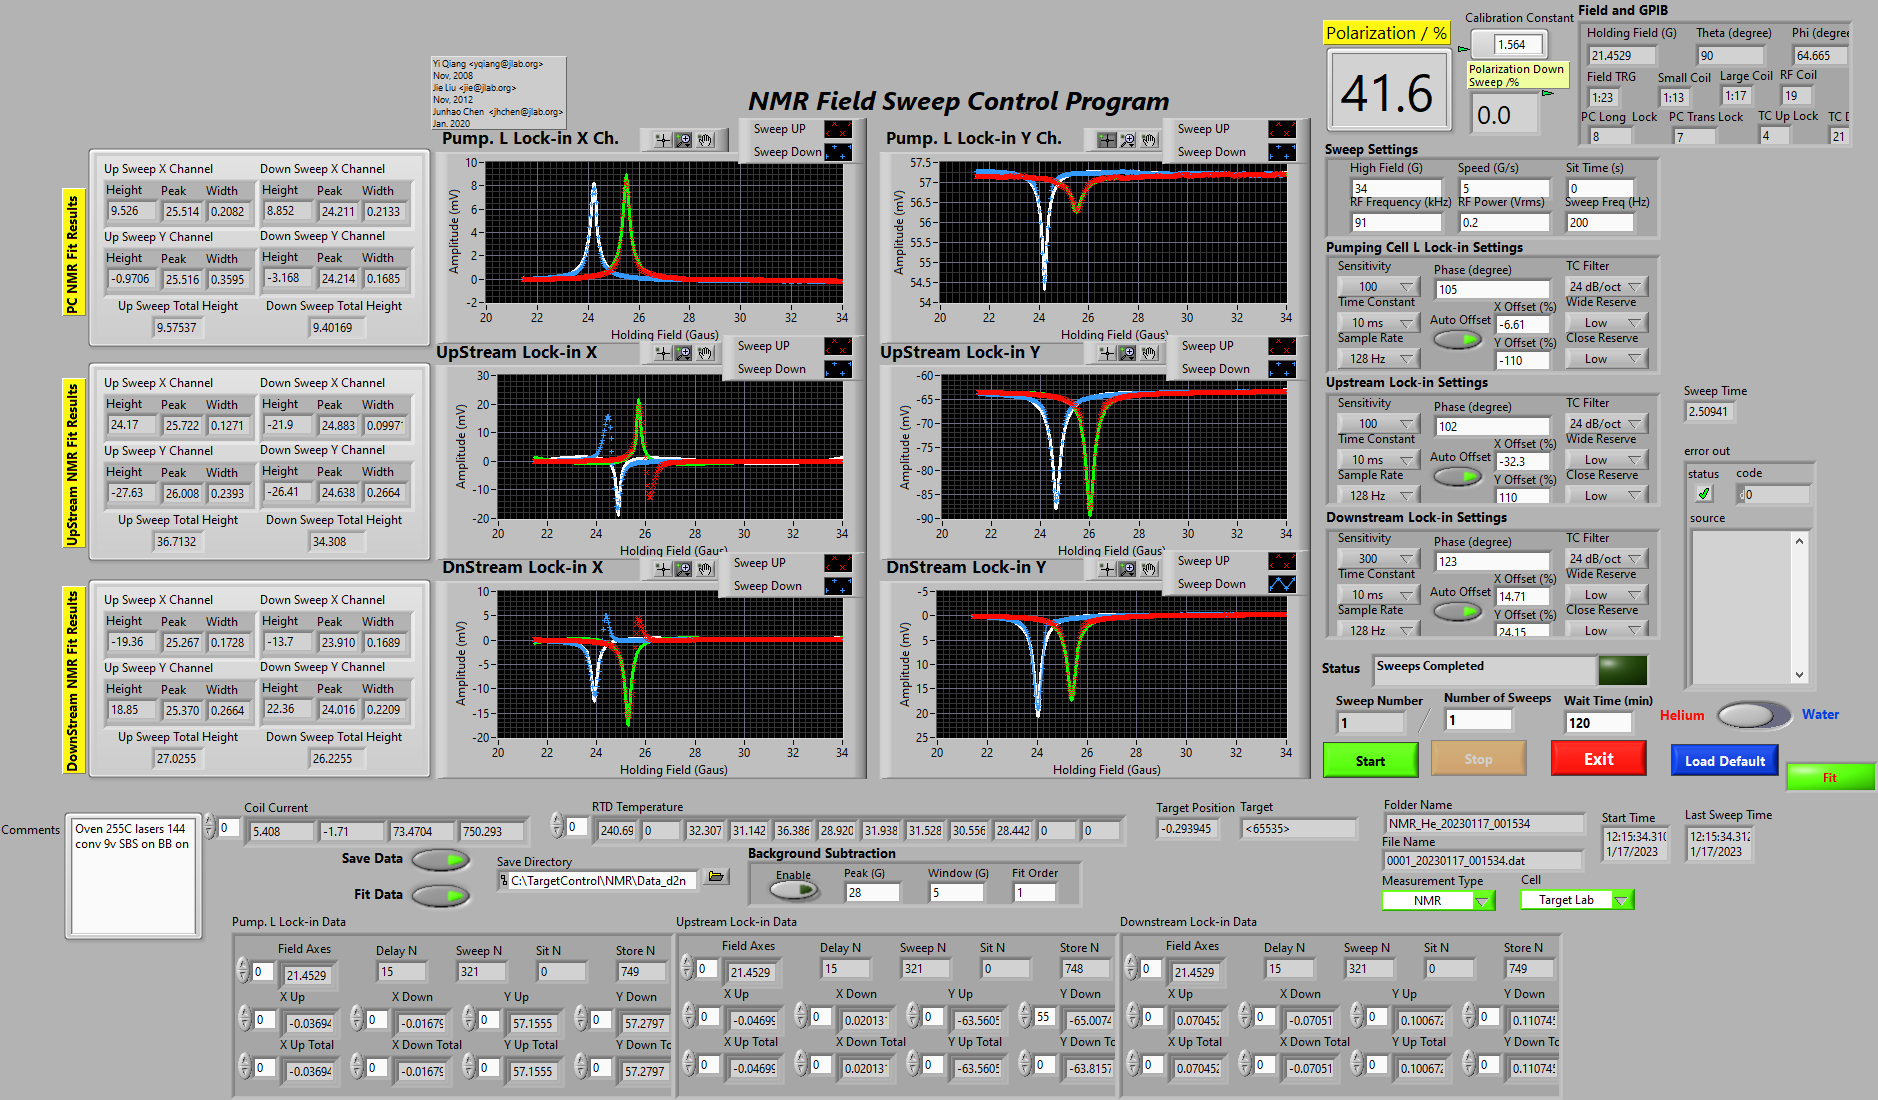 NMR Field Sweep Control Program
Yi Qiang <yqiang@jlab.org>
Nov, 2008
Jie Liu <jie@jlab.org>
Nov, 2012
Junhao Chen <jhchen@jlab.org>
Jan. 2020
Polarization / %
41.6
Calibration Constant
1.564
Polarization Down
Sweep /%
0.0
Field and GPIB
Holding Field (G) Theta (degree) Phi (degree
21.4529 90 64.665
Field TRG Small Coil Large Coil RF Coil
1:23 1:13 1:17 19
PC Long Lock PC Trans Lock TC Up Lock TC D
8 7 4 21
PC NMR Fit Results
Up Sweep X Channel Down Sweep X Channel
Height Peak Width Height Peak Width
9.526 25.514 0.2082 8.852 24.211 0.2133
Up Sweep Y Channel Down Sweep Y Channel
Height Peak Width Height Peak Width
-0.9706 25.516 0.3595 -3.168 24.214 0.1685
Up Sweep Total Height Down Sweep Total Height
9.57537 9.40169
UpStream NMR Fit Results
Up Sweep X Channel Down Sweep X Channel
Height Peak Width Height Peak Width
24.17 25.722 0.1271 -21.9 24.883 0.0997
Up Sweep Y Channel Down Sweep Y Channel
Height Peak Width Height Peak Width
-27.63 26.008 0.2393 -26.41 24.638 0.2664
Up Sweep Total Height Down Sweep Total Height
36.7132 34.308
DownStream NMR Fit Results
Up Sweep X Channel Down Sweep X Channel
Height Peak Width Height Peak Width
-19.36 25.267 0.1728 -13.7 23.910 0.1689
Up Sweep Y Channel Down Sweep Y Channel
Height Peak Width Height Peak Width
18.85 25.370 0.2664 22.36 24.016 0.2209
Up Sweep Total Height Down Sweep Total Height
27.0255 26.2255
Pump. L Lock-in X Ch.
Sweep UP
Sweep Down
Amplitude (mV)
10
8
6
4
2
0
-2
20 22 24 26 28 30 32 34
Holding Field (Gaus)
Pump. L Lock-in Y Ch.
Sweep UP
Sweep Down
Amplitude (mV)
57.5
57
56.5
56
55.5
55
54.5
54
20 22 24 26 28 30 32 34
Holding Field (Gaus)
UpStream Lock-in X
Sweep UP
Sweep Down
Amplitude (mV)
30
20
10
0
-10
-20
20 22 24 26 28 30 32 34
Holding Field (Gaus)
UpStream Lock-in Y
Sweep UP
Sweep Down
Amplitude (mV)
-60
-65
-70
-75
-80
-85
-90
20 22 24 26 28 30 32 34
Holding Field (Gaus)
DnStream Lock-in X
Sweep UP
Sweep Down
Amplitude (mV)
10
5
0
-5
-10
-15
-20
20 22 24 26 28 30 32 34
Holding Field (Gaus)
DnStream Lock-in Y
Sweep UP
Sweep Down
Amplitude (mV)
-5
0
5
10
15
20
25
20 22 24 26 28 30 32 34
Holding Field (Gaus)
Sweep Settings
High Field (G) Speed (G/s) Sit Time (s)
34 5 0
RF Frequency (kHz) RF Power (Vrms) Sweep Freq (Hz)
91 0.2 200
Pumping Cell L Lock-in Settings
Sensitivity Phase (degree) TC Filter
100 105 24 dB/oct
Time Constant X Offset (%) Wide Reserve
10 ms Auto Offset -6.61 Low
Sample Rate Y Offset (%) Close Reserve
128 Hz -110 Low
Upstream Lock-in Settings
Sensitivity Phase (degree) TC Filter
100 102 24 dB/oct
Time Constant X Offset (%) Wide Reserve
10 ms Auto Offset -32.3 Low
Sample Rate Y Offset (%) Close Reserve
128 Hz 110 Low
Downstream Lock-in Settings
Sensitivity Phase (degree) TC Filter
300 123 24 dB/oct
Time Constant X Offset (%) Wide Reserve
10 ms Auto Offset 14.71 Low
Sample Rate Y Offset (%) Close Reserve
128 Hz 24.15 Low
Sweep Time
2.50941
error out
status code
0
source
Status Sweeps Completed
Sweep Number Number of Sweeps Wait Time (min)
1 / 1 120
Helium Water
Start Stop Exit Load Default Fit
Comments
Oven 255C lasers 144
conv 9v SBS on BB on
Coil Current
0 5.408 -1.71 73.4704 750.293
RTD Temperature
0 240.69 0 32.307 31.142 36.386 28.920 31.938 31.528 30.556 28.442 0 0
Target Position Target
-0.293945 <65535>
Folder Name
NMR_He_20230117_001534
File Name
0001_20230117_001534.dat
Start Time Last Sweep Time
12:15:34.310 12:15:34.312
1/17/2023 1/17/2023
Save Data
Fit Data
Save Directory
C:\TargetControl\NMR\Data_d2n
Background Subtraction
Enable Peak (G) Window (G) Fit Order
28 5 1
Measurement Type Cell
NMR Target Lab
Pump. L Lock-in Data
Field Axes Delay N Sweep N Sit N Store N
0 21.4529 15 321 0 749
X Up X Down Y Up Y Down
0 -0.03694 0 -0.01679 0 57.1555 0 57.2797
X Up Total X Down Total Y Up Total Y Down To
0 -0.03694 0 -0.01679 0 57.1555 0 57.2797
Upstream Lock-in Data
Field Axes Delay N Sweep N Sit N Store N
0 21.4529 15 321 0 748
X Up X Down Y Up Y Down
0 -0.04699 0 0.02013 0 -63.5605 55 -65.0074
X Up Total X Down Total Y Up Total Y Down To
0 -0.04699 0 0.02013 0 -63.5605 0 -63.8157
Downstream Lock-in Data
Field Axes Delay N Sweep N Sit N Store N
0 21.4529 15 321 0 749
X Up X Down Y Up Y Down
0 0.070452 0 -0.07051 0 0.100672 0 0.110745
X Up Total X Down Total Y Up Total Y Down To
0 0.070452 0 -0.07051 0 0.100672 0 0.110745